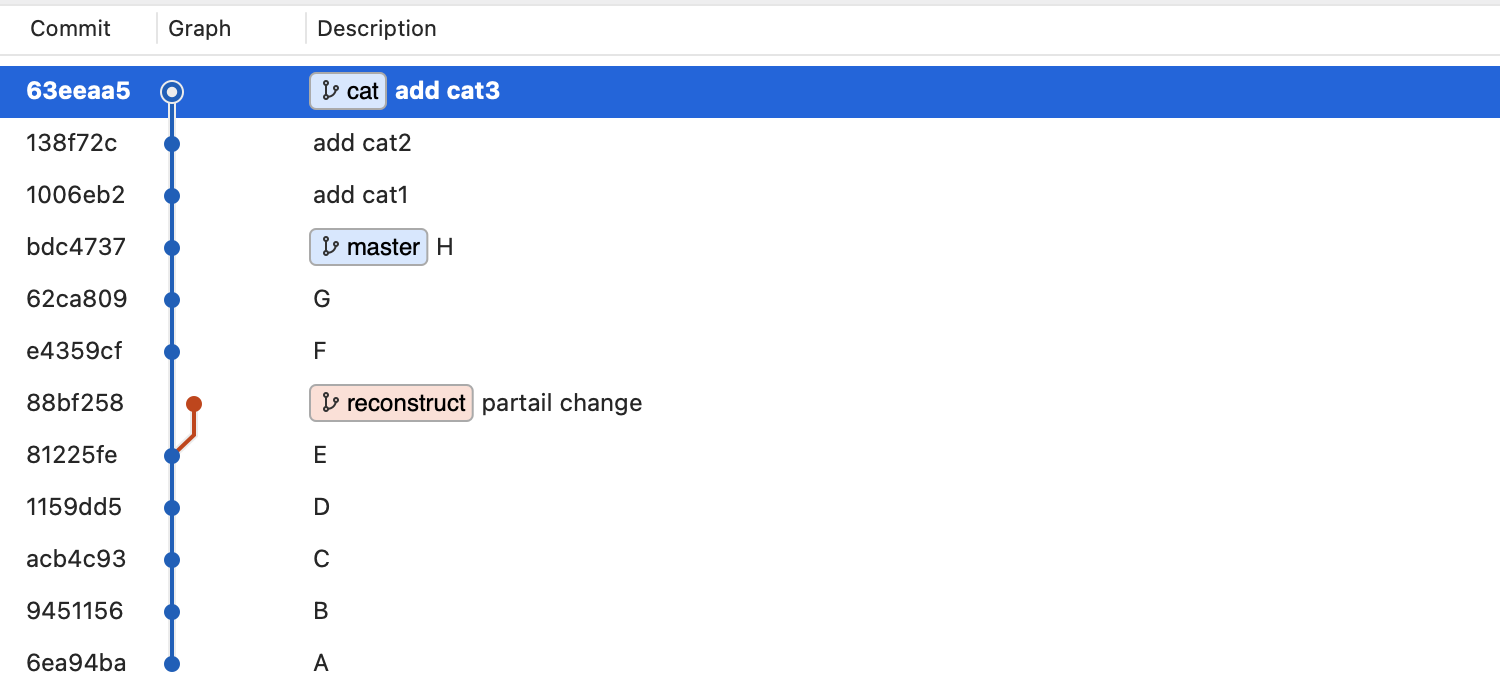 Commit Graph Description
63eeaa5 cat add cat3
138f72c add cat2
1006eb2 add cat1
bdc4737 master H
62ca809 G
e4359cf F
88bf258 reconstruct partail change
81225fe E
1159dd5 D
acb4c93 C
9451156 B
6ea94ba A